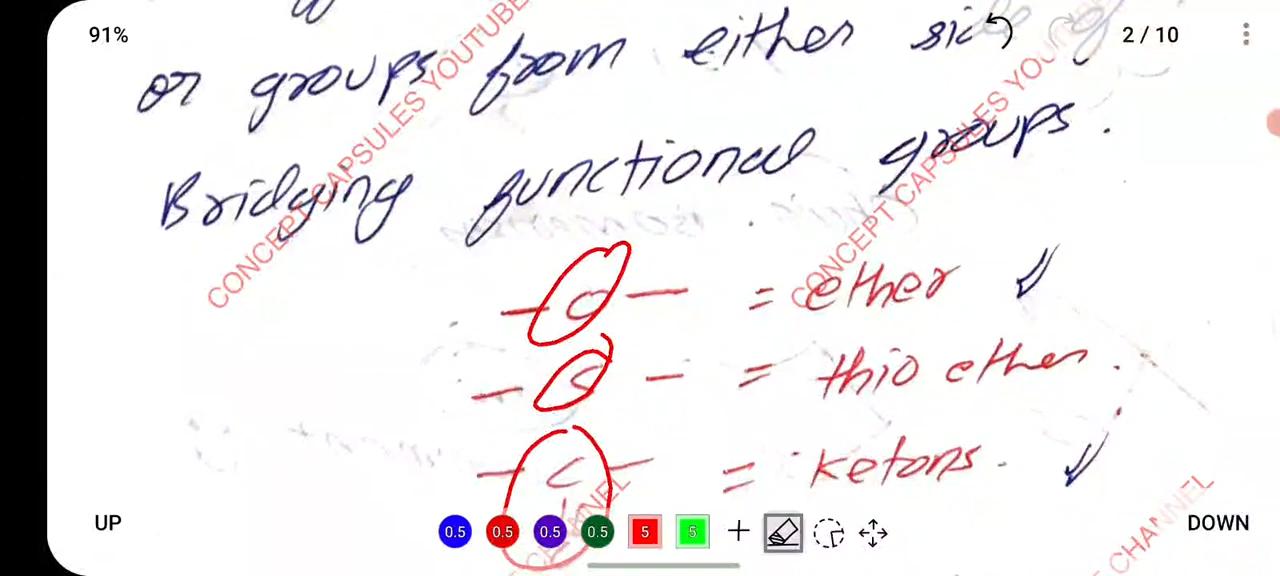 91%
2 / 10
or groups from either
Bridging functional groups.
-O- = ether
-S- = thio ether.
-C- = ketons.
CONCEPT CAPSULES YOUTUBE
CONCEPT CAPSULES YOU
UP
0.5 0.5 0.5 0.5 5 5
DOWN
CHANNEL